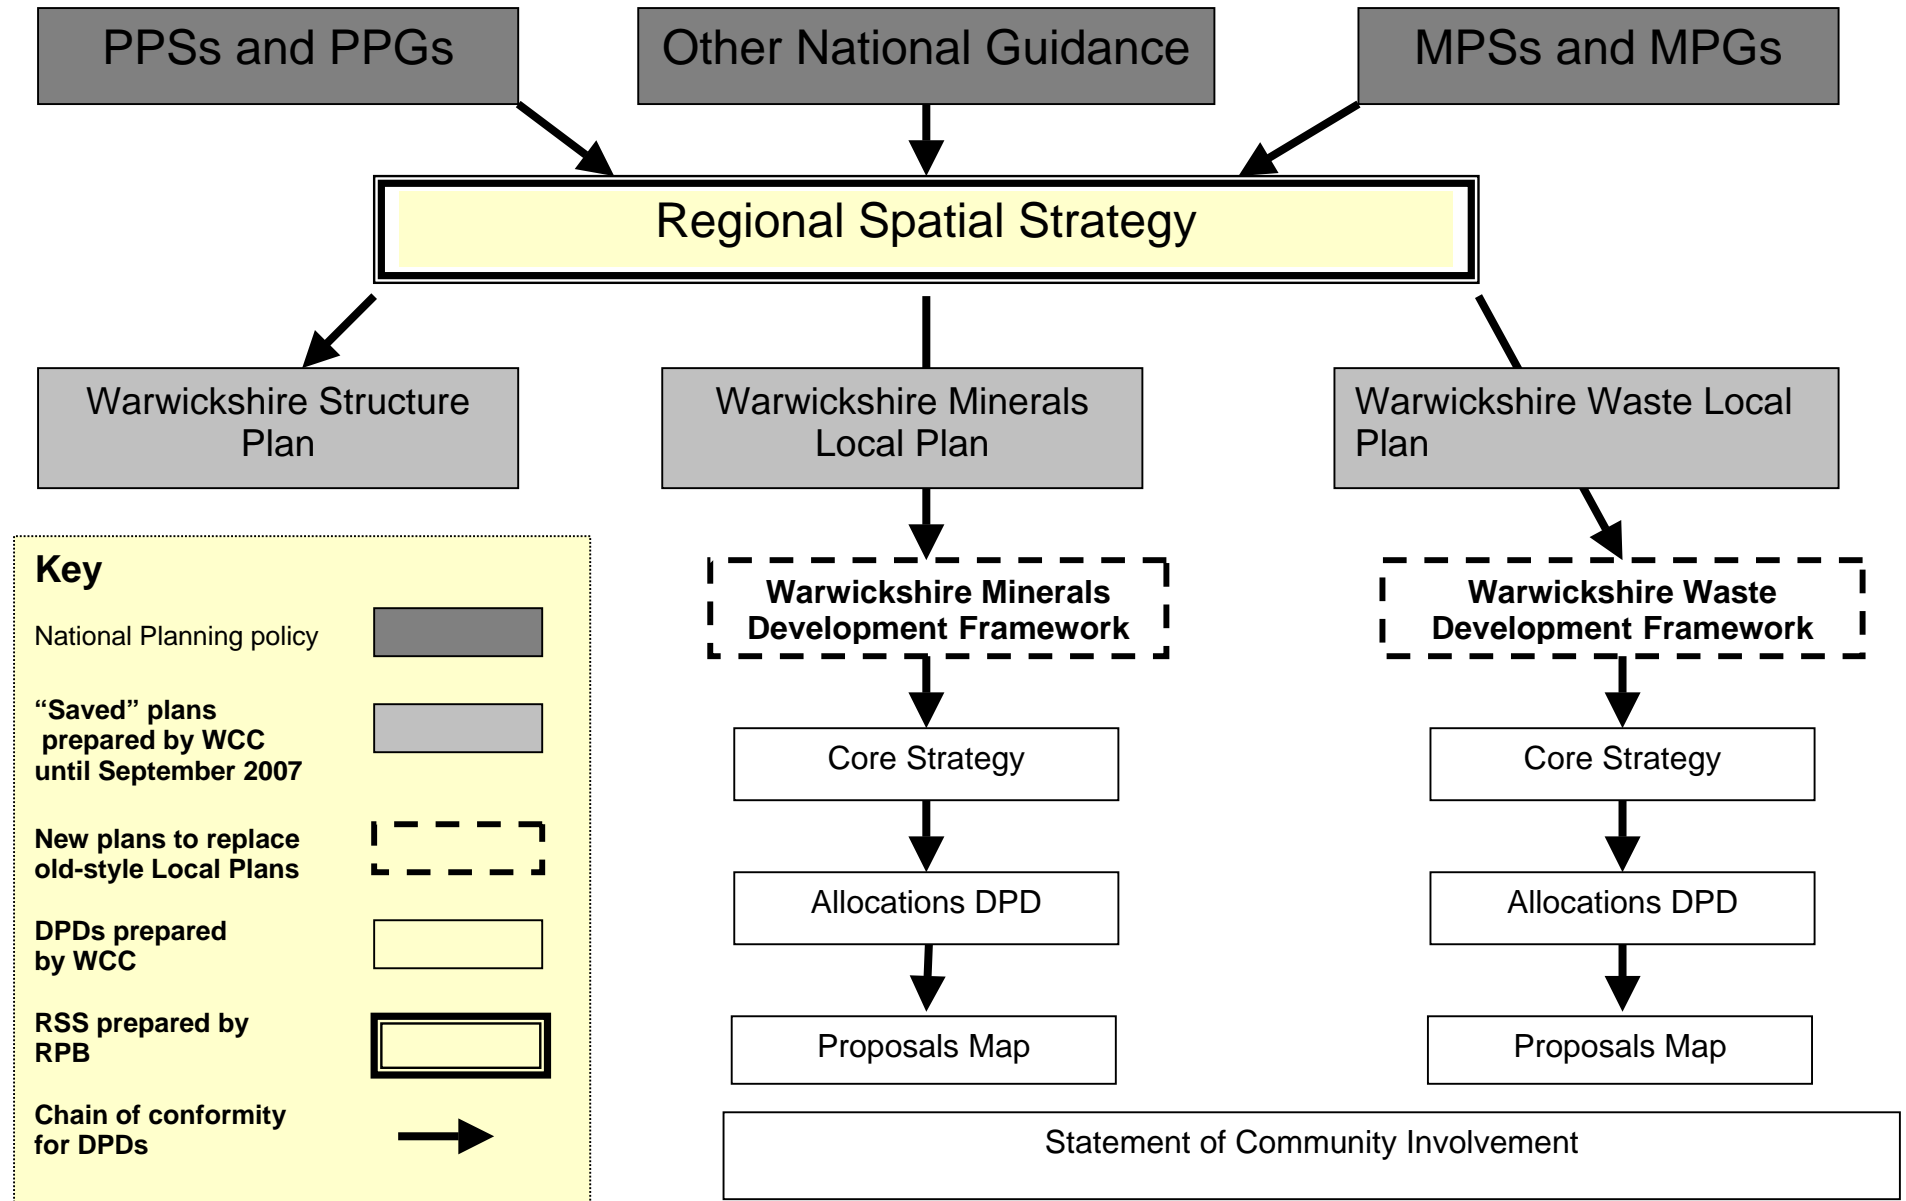 PPSs and PPGs
Other National Guidance
MPSs and MPGs
Regional Spatial Strategy
Warwickshire Structure
Plan
Warwickshire Minerals
Local Plan
Warwickshire Waste Local
Plan
Warwickshire Minerals
Development Framework
Warwickshire Waste
Development Framework
Core Strategy
Core Strategy
Allocations DPD
Allocations DPD
Proposals Map
Proposals Map
Statement of Community Involvement
Key
National Planning policy
“Saved” plans
prepared by WCC
until September 2007
New plans to replace
old-style Local Plans
DPDs prepared
by WCC
RSS prepared by
RPB
Chain of conformity
for DPDs